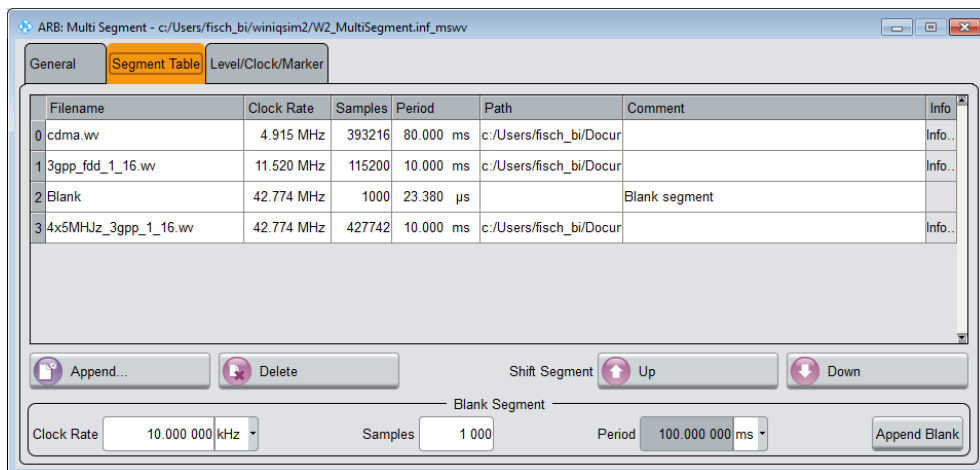 ARB: Multi Segment - c:/Users/fisch_bi/winiqsim2/W2_MultiSegment.inf_mswv
General Segment Table Level/Clock/Marker
Filename Clock Rate Samples Period Path Comment Info
0 cdma.wv 4.915 MHz 393216 80.000 ms c:/Users/fisch_bi/Docur Info..
1 3gpp_fdd_1_16.wv 11.520 MHz 115200 10.000 ms c:/Users/fisch_bi/Docur Info..
2 Blank 42.774 MHz 1000 23.380 µs Blank segment
3 4x5MHJz_3gpp_1_16.wv 42.774 MHz 427742 10.000 ms c:/Users/fisch_bi/Docur Info..
Append... Delete Shift Segment Up Down
Blank Segment
Clock Rate 10.000 000 kHz Samples 1 000 Period 100.000 000 ms Append Blank